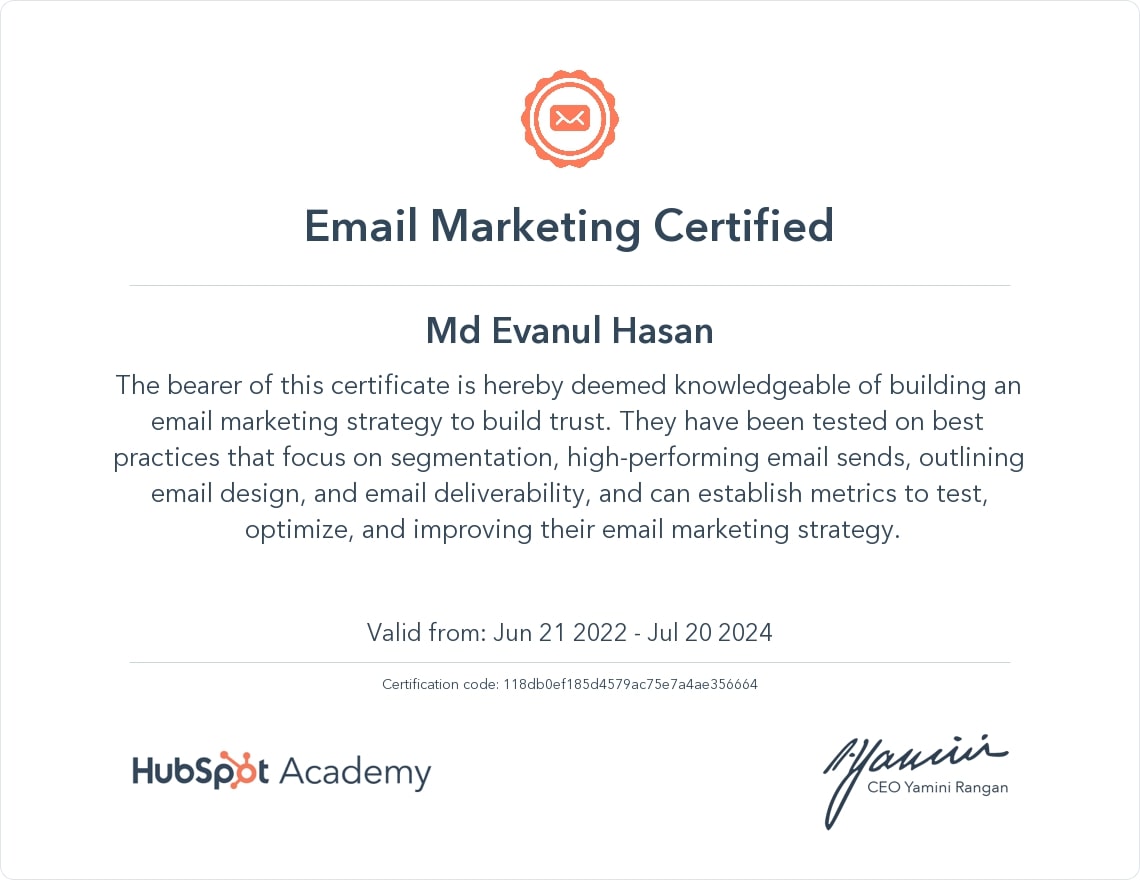 Email Marketing Certified
Md Evanul Hasan
The bearer of this certificate is hereby deemed knowledgeable of building an
email marketing strategy to build trust. They have been tested on best
practices that focus on segmentation, high-performing email sends, outlining
email design, and email deliverability, and can establish metrics to test,
optimize, and improving their email marketing strategy.
Valid from: Jun 21 2022 - Jul 20 2024
Certification code: 118db0ef185d4579ac75e7a4ae356664
HubSpot Academy
CEO Yamini Rangan